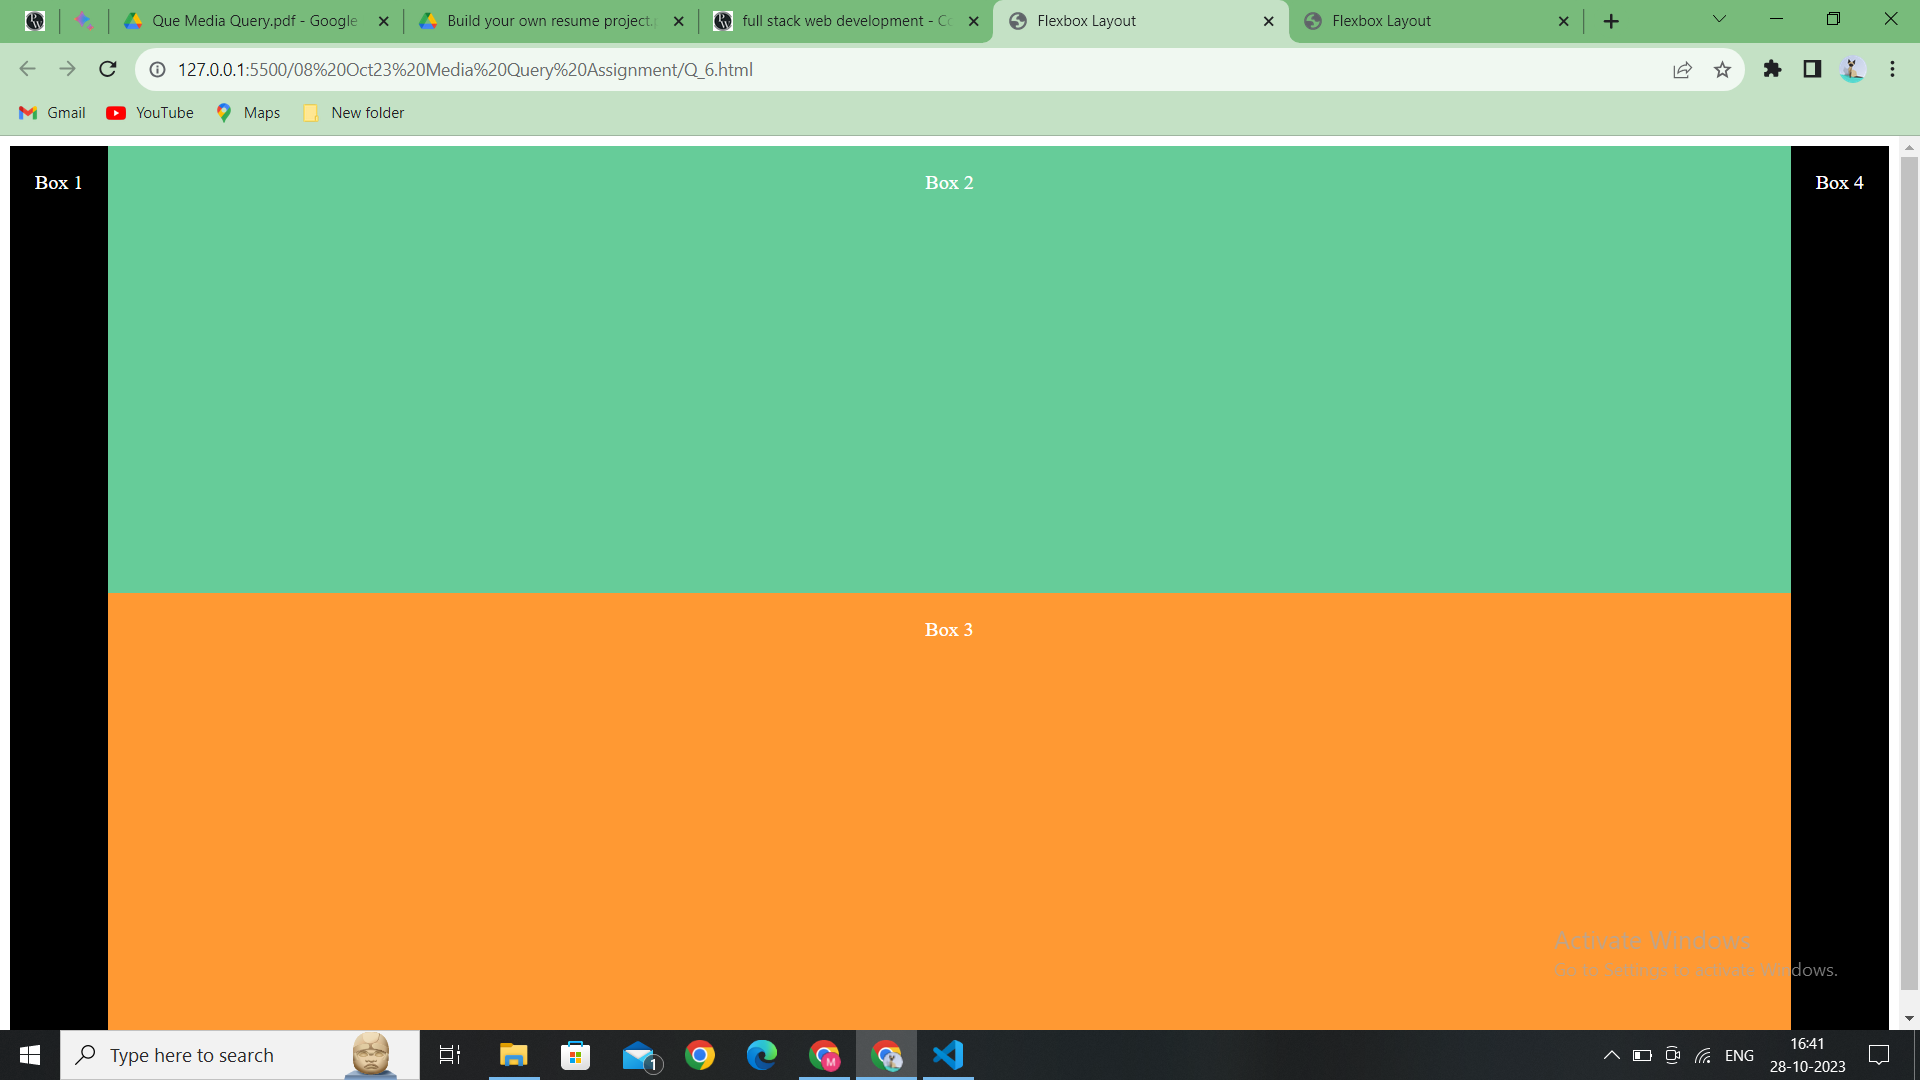 Que Media Query.pdf - Google
Build your own resume project.
full stack web development - Co
Flexbox Layout
Flexbox Layout
127.0.0.1:5500/08%20Oct23%20Media%20Query%20Assignment/Q_6.html
Gmail
YouTube
Maps
New folder
Box 1
Box 2
Box 4
Box 3
Activate Windows
Go to Settings to activate Windows.
Type here to search
1
M
ENG
16:41
28-10-2023